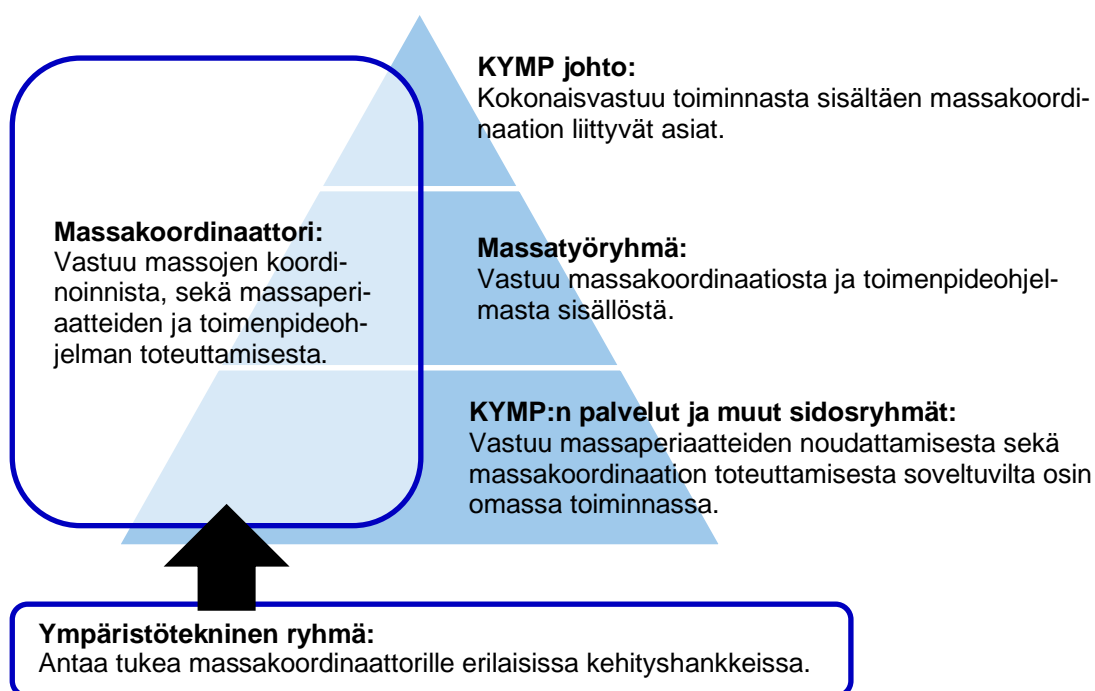 KYMP johto:
Kokonaisvastuu toiminnasta sisältäen massakoordi-
naation liittyvät asiat.
Massakoordinaattori:
Vastuu massojen koordi-
noinnista, sekä massaperi-
aatteiden ja toimenpideoh-
jelman toteuttamisesta.
Massatyöryhmä:
Vastuu massakoordinaatiosta ja toimenpideohjel-
masta sisällöstä.
KYMP:n palvelut ja muut sidosryhmät:
Vastuu massaperiaatteiden noudattamisesta sekä
massakoordinaation toteuttamisesta soveltuvilta osin
omassa toiminnassa.
Ympäristötekninen ryhmä:
Antaa tukea massakoordinaattorille erilaisissa kehityshankkeissa.